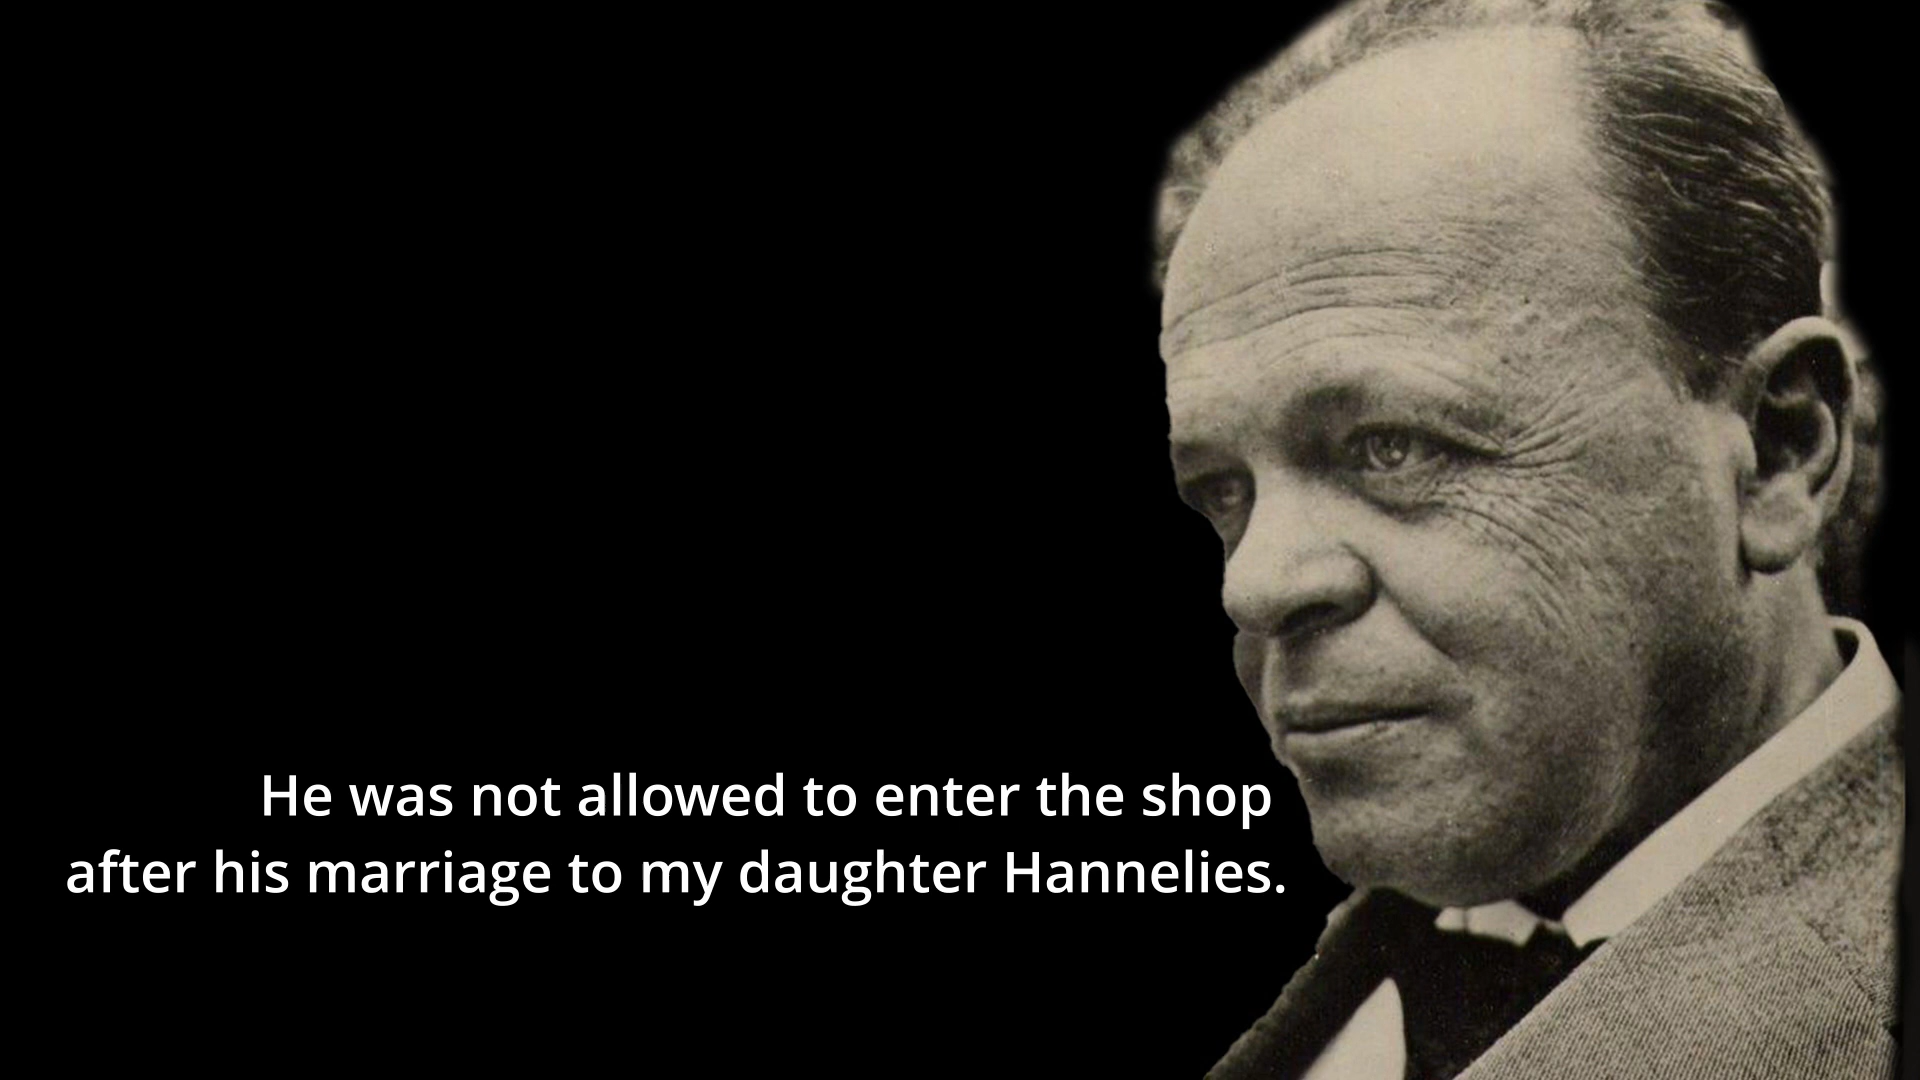 He was not allowed to enter the shop
after his marriage to my daughter Hannelies.